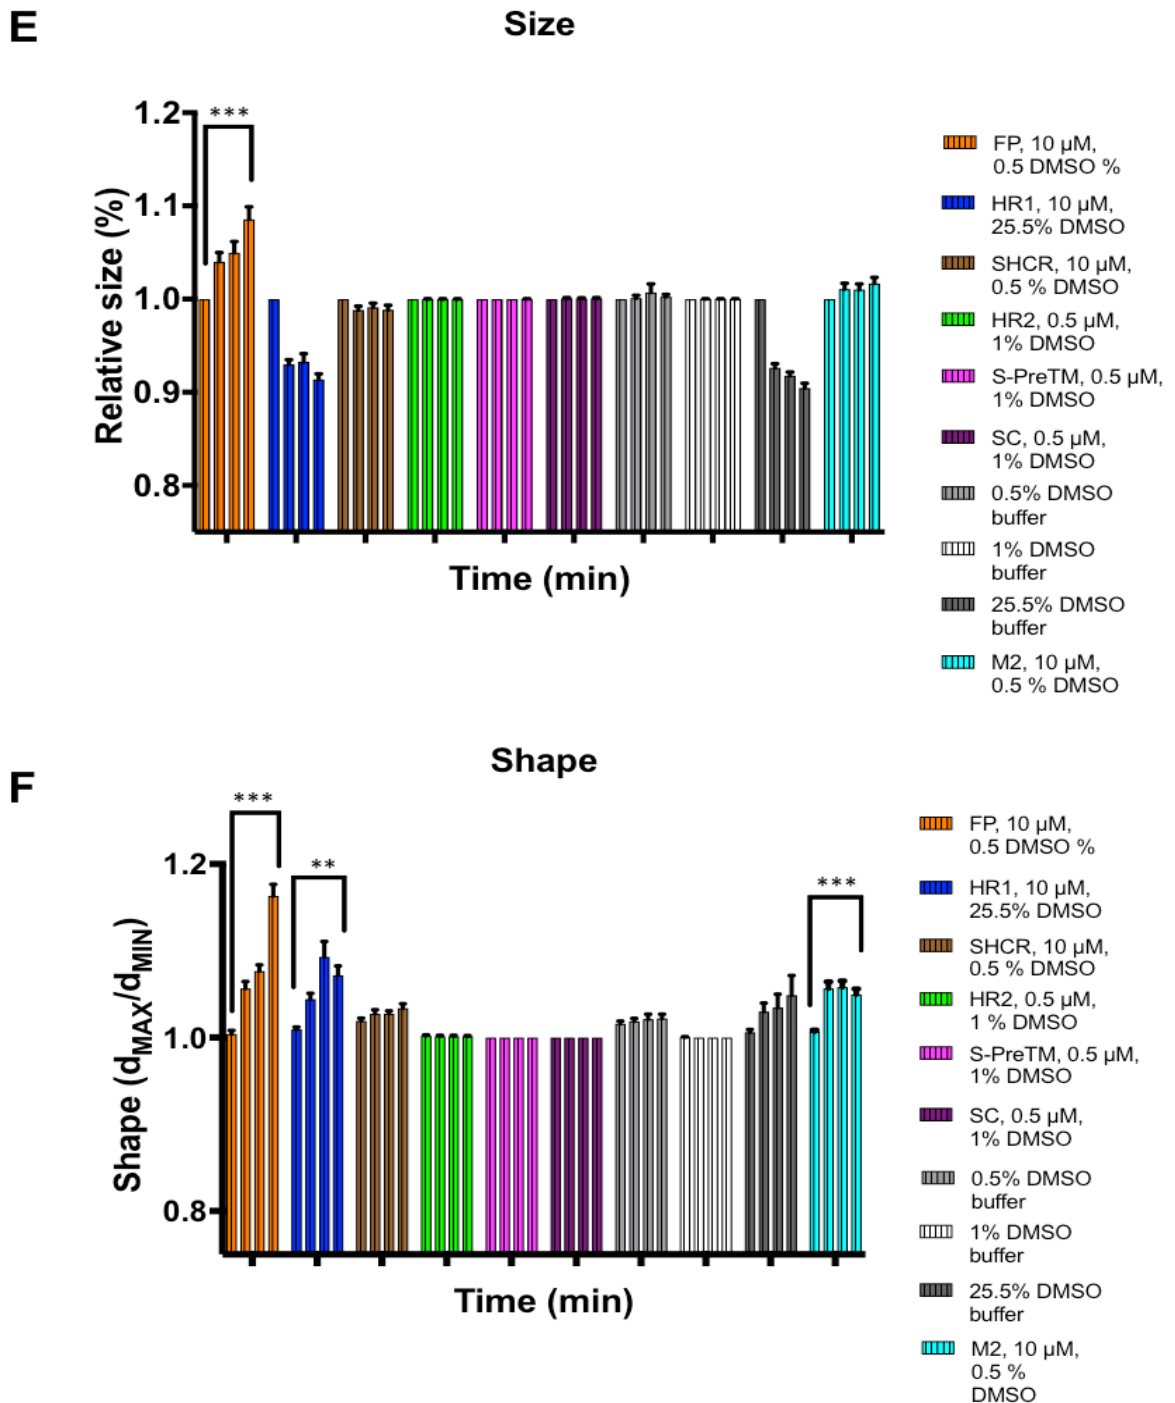 E
Size
***
1.2
1.1
1.0
0.9
0.8
Relative size (%)
Time (min)
FP, 10 µM,
0.5 DMSO %
HR1, 10 µM,
25.5% DMSO
SHCR, 10 µM,
0.5 % DMSO
HR2, 0.5 µM,
1% DMSO
S-PreTM, 0.5 µM,
1% DMSO
SC, 0.5 µM,
1% DMSO
0.5% DMSO
buffer
1% DMSO
buffer
25.5% DMSO
buffer
M2, 10 µM,
0.5 % DMSO
F
Shape
***
**
***
1.2
1.0
0.8
Shape (dMAX/dMIN)
Time (min)
FP, 10 µM,
0.5 DMSO %
HR1, 10 µM,
25.5% DMSO
SHCR, 10 µM,
0.5 % DMSO
HR2, 0.5 µM,
1 % DMSO
S-PreTM, 0.5 µM,
1% DMSO
SC, 0.5 µM,
1% DMSO
0.5% DMSO
buffer
1% DMSO
buffer
25.5% DMSO
buffer
M2, 10 µM,
0.5 %
DMSO